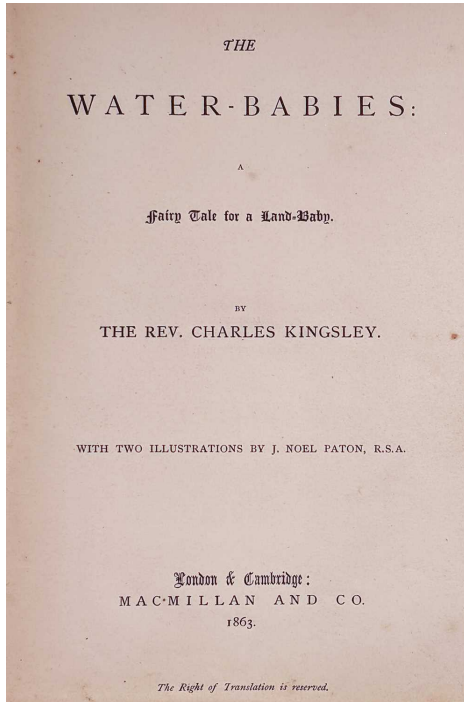 THE
WATER-BABIES:
A
Fairy Tale for a Land-Baby.
BY
THE REV. CHARLES KINGSLEY.
WITH TWO ILLUSTRATIONS BY J. NOEL PATON, R.S.A.
London & Cambridge:
MACMILLAN AND CO.
1863.
The Right of Translation is reserved.